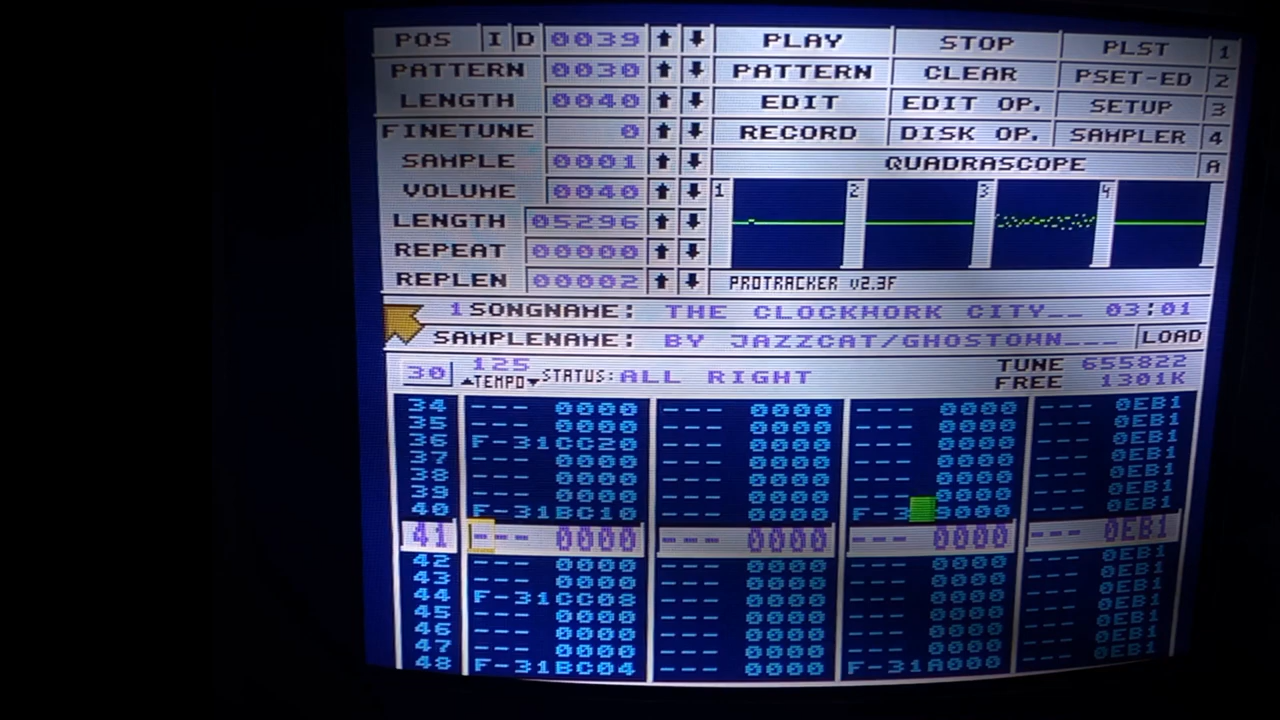 POS I D 0039 PLAY STOP PLST 1
PATTERN 0030 PATTERN CLEAR PSET-ED 2
LENGTH 0040 EDIT EDIT OP. SETUP 3
FINETUNE 0 RECORD DISK OP. SAMPLER 4
SAMPLE 0001 QUADRASCOPE A
VOLUME 0040 1 2 3 4
LENGTH 05296
REPEAT 00000
REPLEN 00002 PROTRACKER V2.3F
1 SONGNAME: THE CLOCKWORK CITY__ 03:01
SAMPLENAME: BY JAZZCAT/GHOSTOWN___ LOAD
30 125 TEMPO STATUS: ALL RIGHT TUNE 655822
FREE 1301K
34 --- 0000 --- 0000 --- 0000 --- 0EB1
35 --- 0000 --- 0000 --- 0000 --- 0EB1
36 F-31CC20 --- 0000 --- 0000 --- 0EB1
37 --- 0000 --- 0000 --- 0000 --- 0EB1
38 --- 0000 --- 0000 --- 0000 --- 0EB1
39 --- 0000 --- 0000 --- 0000 --- 0EB1
40 F-31BC10 --- 0000 F-3 9000 --- 0EB1
41 --- 0000 --- 0000 --- 0000 --- 0EB1
42 --- 0000 --- 0000 --- 0000 --- 0EB1
43 --- 0000 --- 0000 --- 0000 --- 0EB1
44 F-31CC08 --- 0000 --- 0000 --- 0EB1
45 --- 0000 --- 0000 --- 0000 --- 0EB1
46 --- 0000 --- 0000 --- 0000 --- 0EB1
47 --- 0000 --- 0000 --- 0000 --- 0EB1
48 F-31BC04 --- 0000 F-31A000 --- 0EB1